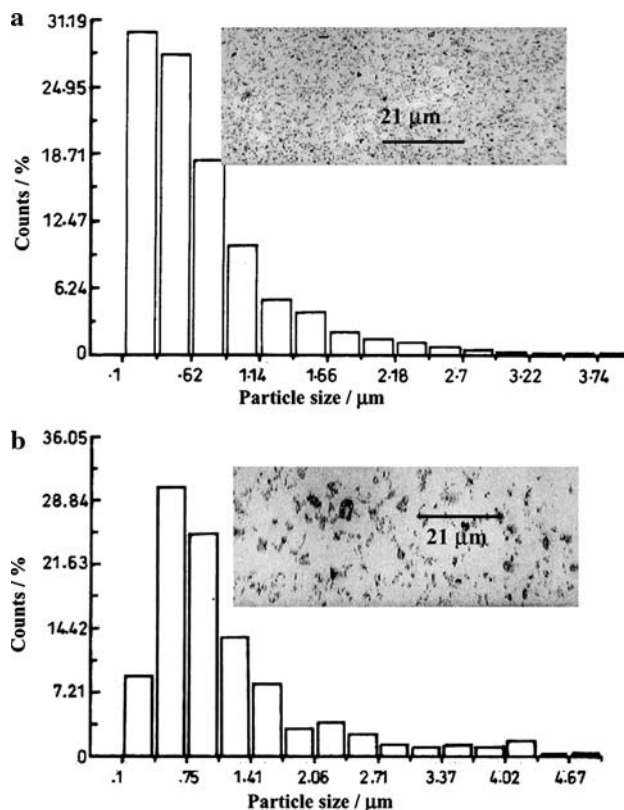 a
31·19
24·95
18·71
12·47
6·24
0
Counts / %
21 μm
·1 ·62 1·14 1·66 2·18 2·7 3·22 3·74
Particle size / μm
b
36.05
28.84
21.63
14.42
7.21
0
Counts / %
21 μm
·1 ·75 1·41 2·06 2·71 3·37 4·02 4·67
Particle size / μm